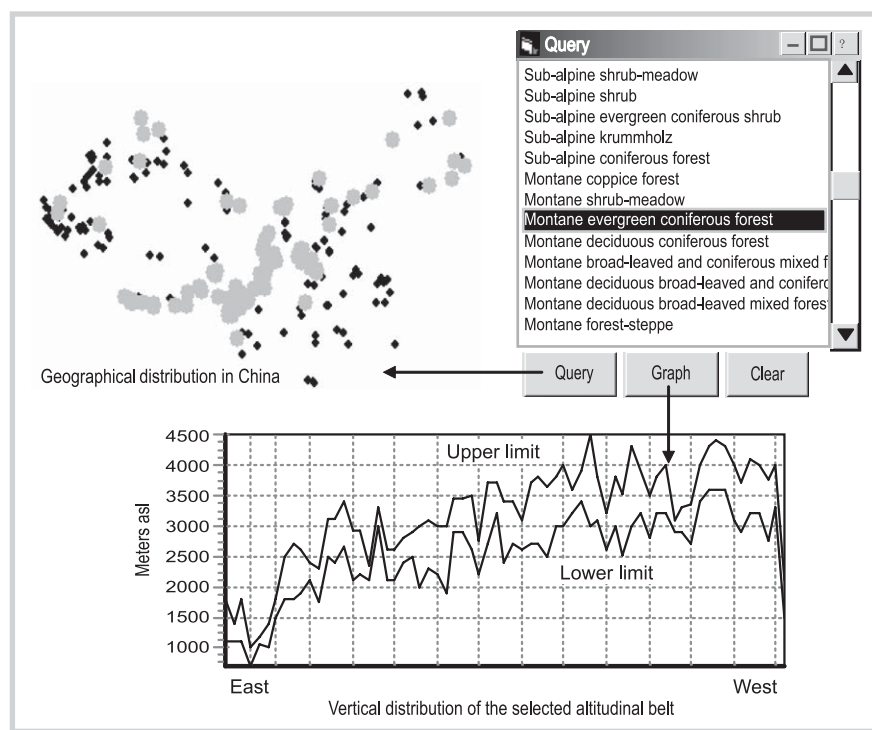 Query
?
Sub-alpine shrub-meadow
Sub-alpine shrub
Sub-alpine evergreen coniferous shrub
Sub-alpine krummholz
Sub-alpine coniferous forest
Montane coppice forest
Montane shrub-meadow
Montane evergreen coniferous forest
Montane deciduous coniferous forest
Montane broad-leaved and coniferous mixed f
Montane deciduous broad-leaved and conifero
Montane deciduous broad-leaved mixed fores
Montane forest-steppe
Geographical distribution in China
Query Graph Clear
Meters asl
4500
4000
3500
3000
2500
2000
1500
1000
Upper limit
Lower limit
East West
Vertical distribution of the selected altitudinal belt